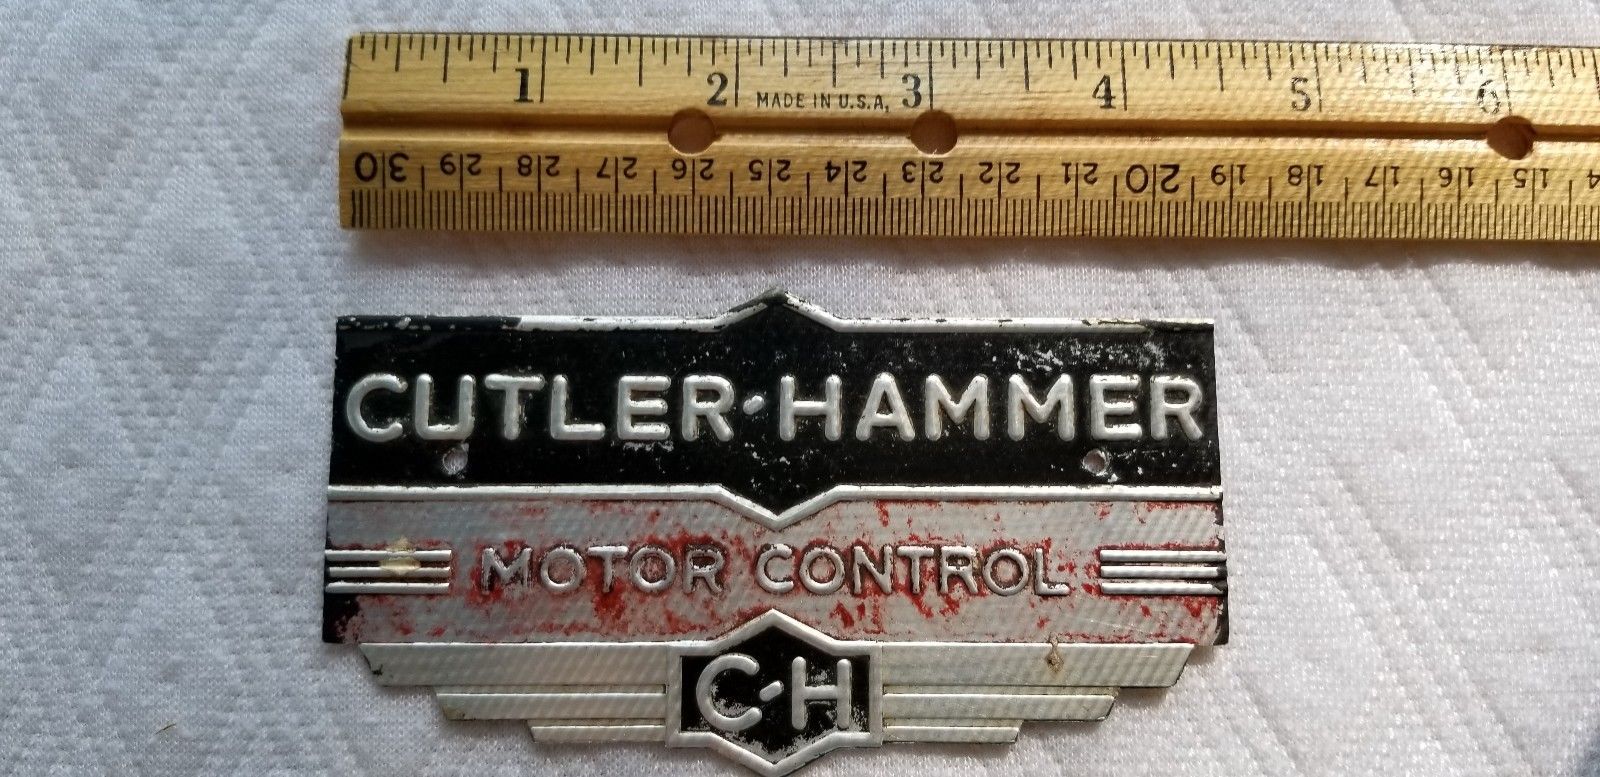 1 2 3 4 5 6
MADE IN U.S.A,
30 29 28 27 26 25 24 23 22 21 20 19 18 17 16 15
CUTLER-HAMMER
MOTOR CONTROL
C-H